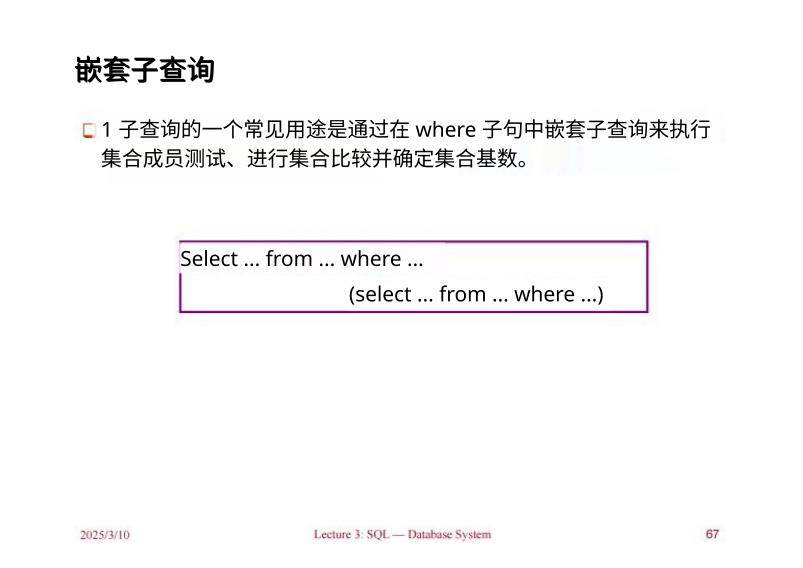 嵌套子查询
1 子查询的一个常见用途是通过在 where 子句中嵌套子查询来执行
集合成员测试、进行集合比较并确定集合基数。
Select ... from ... where ...
(select ... from ... where ...)
2025/3/10
Lecture 3: SQL — Database System
67